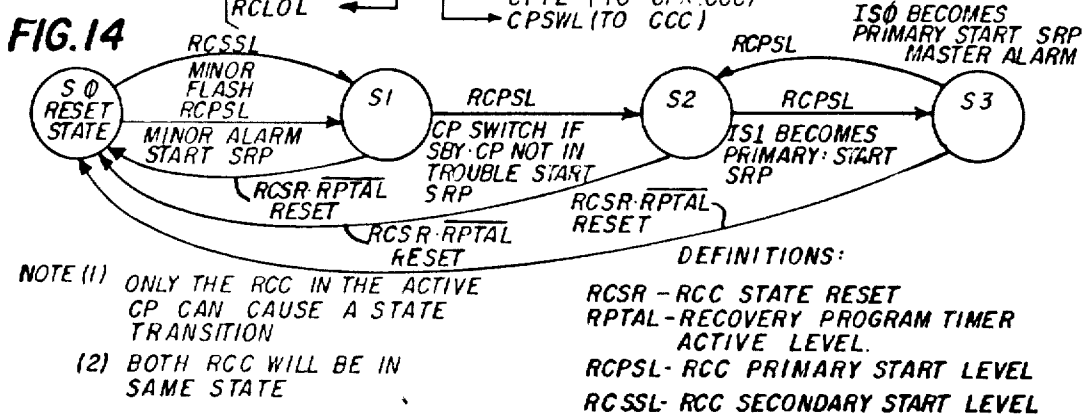 RCLOL
CPSWL (TO CCC)
FIG.14
RCSSL
MINOR
FLASH
RCPSL
MINOR ALARM
START SRP
SØ
RESET
STATE
S1
RCPSL
CP SWITCH IF
SBY·CP NOT IN
TROUBLE START
SRP
S2
RCPSL
RCPSL
IS1 BECOMES
PRIMARY: START
SRP
ISØ BECOMES
PRIMARY START SRP
MASTER ALARM
S3
RCSR·R̅P̅T̅A̅L̅
RESET
RCSR·R̅P̅T̅A̅L̅
RESET
RCSR·R̅P̅T̅A̅L̅
RESET
NOTE (1) ONLY THE RCC IN THE ACTIVE
CP CAN CAUSE A STATE
TRANSITION
(2) BOTH RCC WILL BE IN
SAME STATE
DEFINITIONS:
RCSR - RCC STATE RESET
RPTAL - RECOVERY PROGRAM TIMER
ACTIVE LEVEL.
RCPSL - RCC PRIMARY START LEVEL
RCSSL - RCC SECONDARY START LEVEL